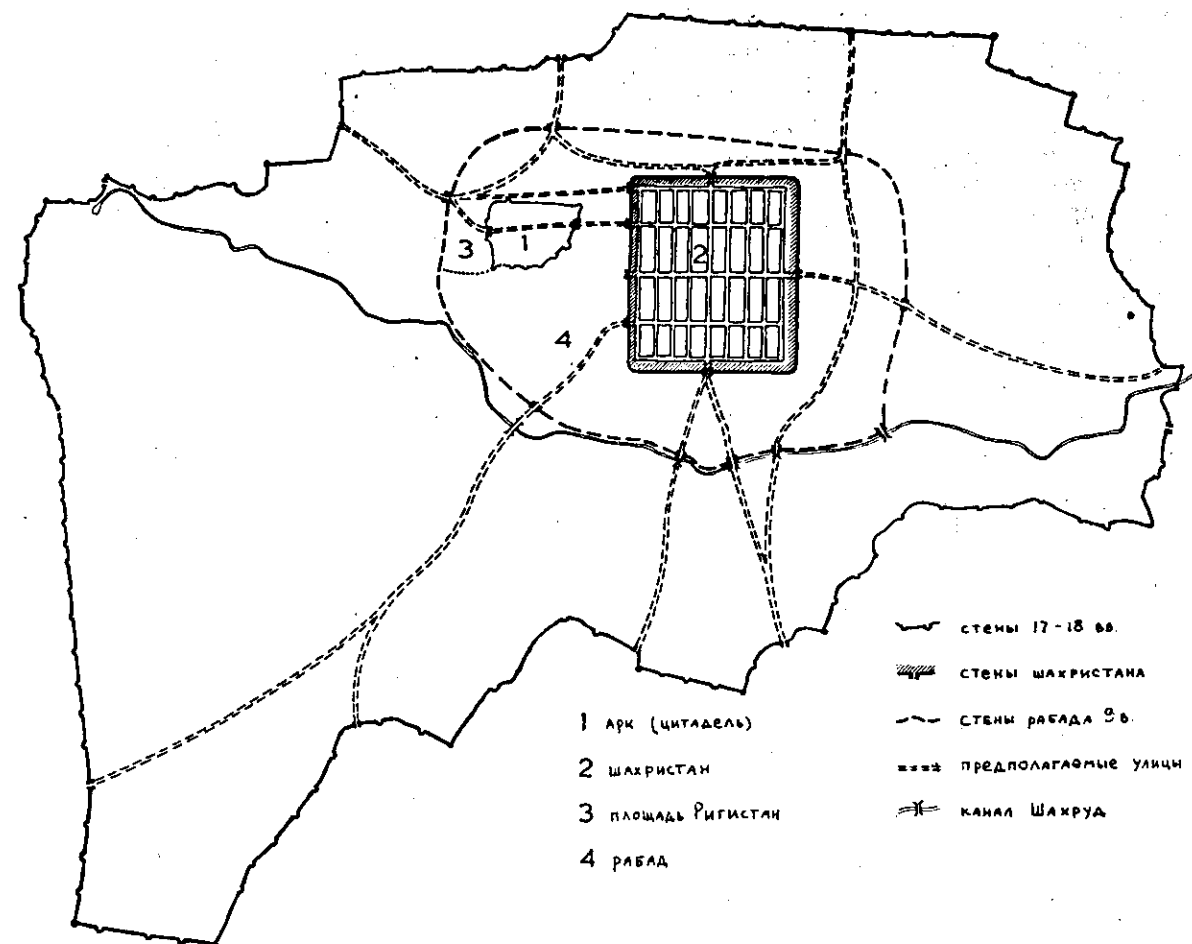 1
2
3
4
1 арк (цитадель)
2 шахристан
3 площадь Ригистан
4 рабад
стены 17-18 вв.
стены шахристана
стены рабада 9 в.
предполагаемые улицы
канал Шахруд